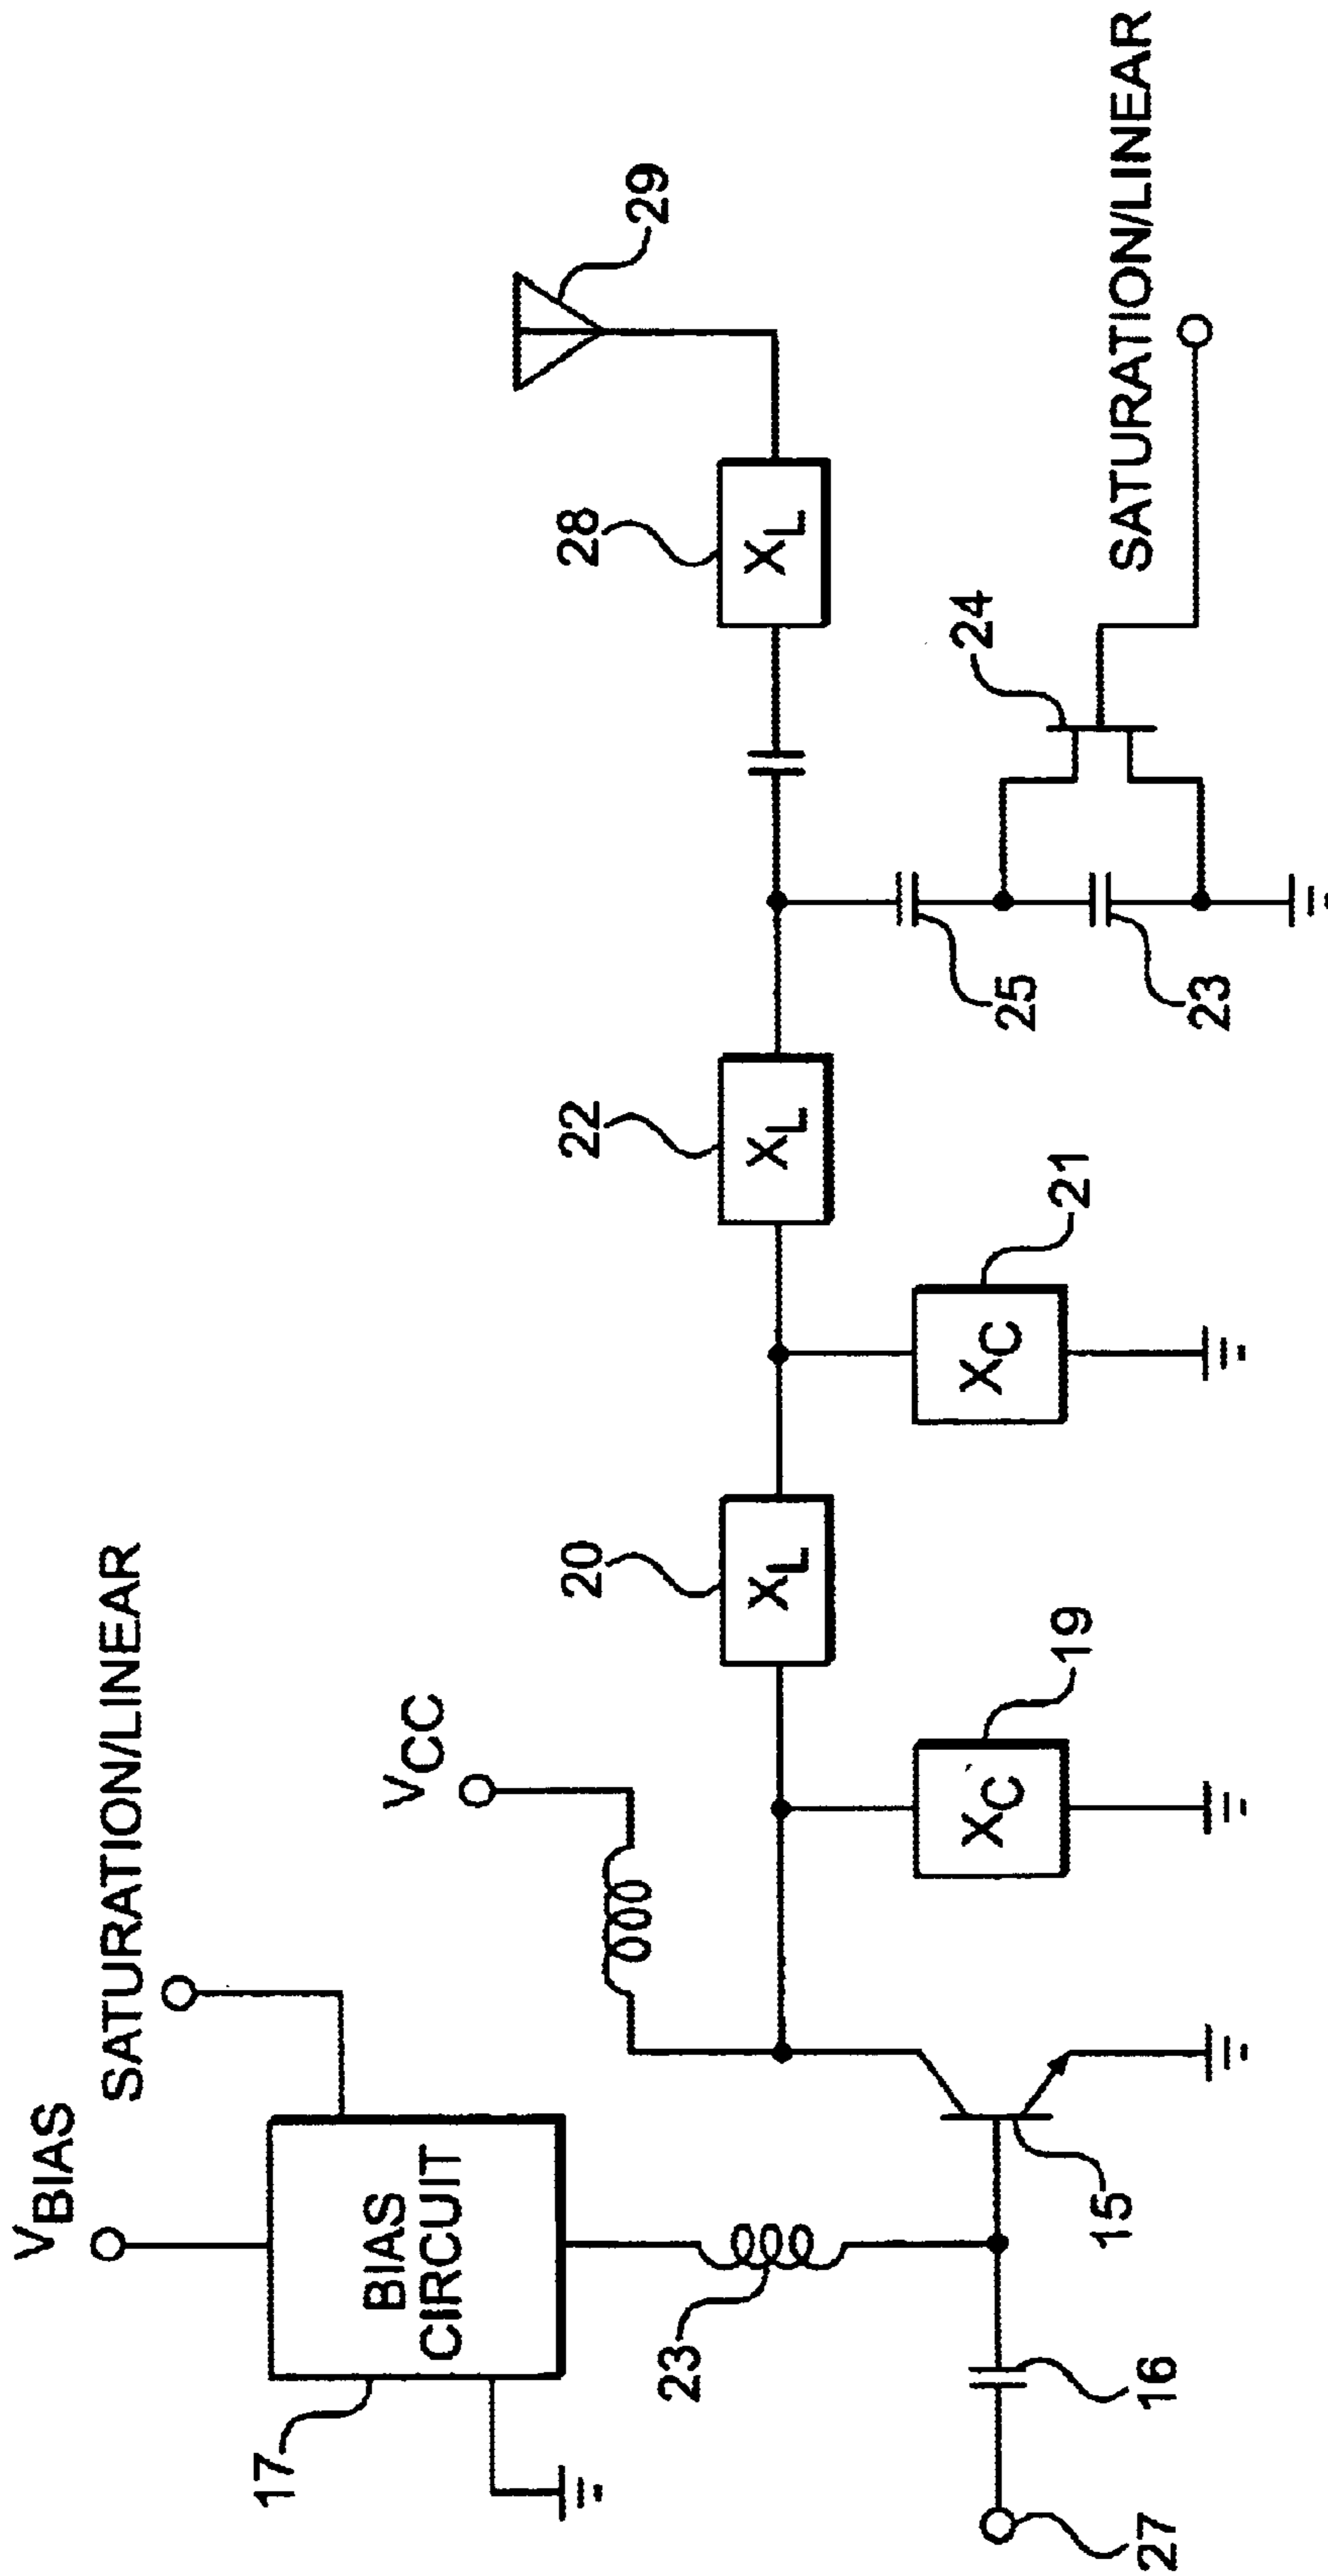 V_BIAS
SATURATION/LINEAR
V_CC
BIAS
CIRCUIT
17
23
20
X_L
22
X_L
28
X_L
29
27
16
15
X_C
19
X_C
21
25
23
24
SATURATION/LINEAR